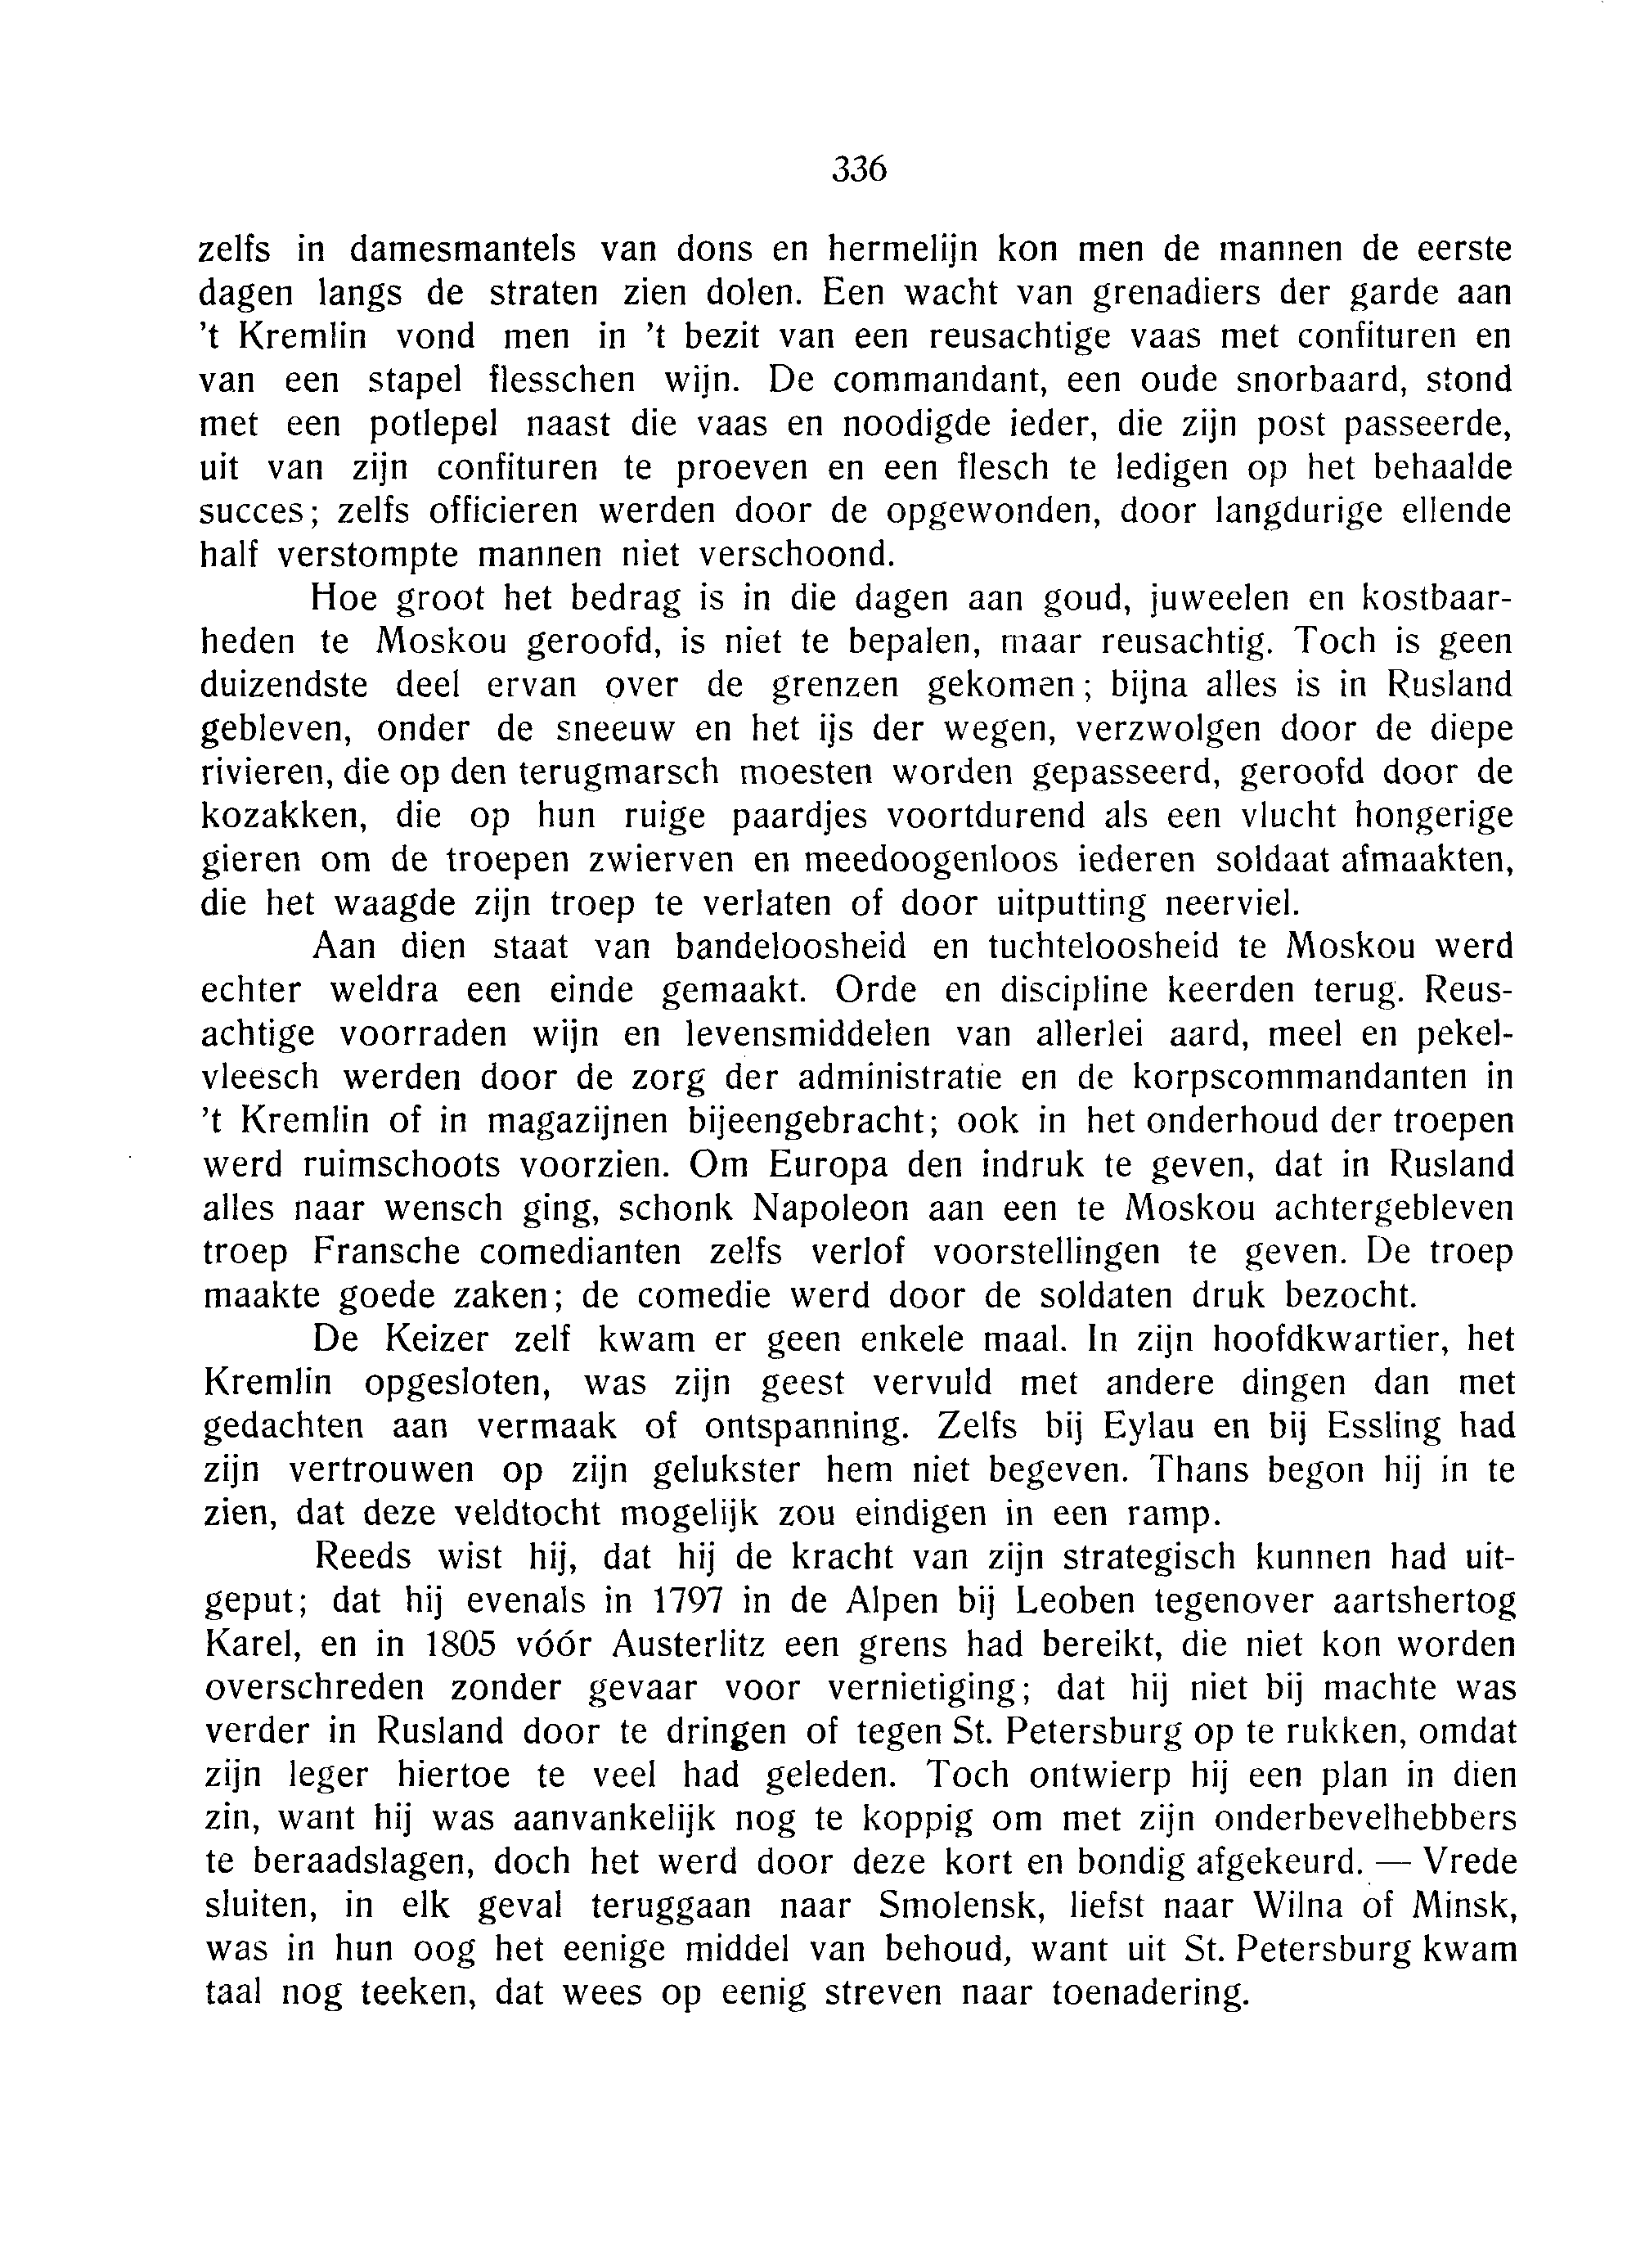 336
zelfs in damesmantels van dons en hermelijn kon men de mannen de eerste
dagen langs de straten zien dolen. Een wacht van grenadiers der garde aan
't Kremlin vond men in 't bezit van een reusachtige vaas met confituren en
van een stapel flesschen wijn. De commandant, een oude snorbaard, stond
met een potlepel naast die vaas en noodigde ieder, die zijn post passeerde,
uit van zijn confituren te proeven en een flesch te ledigen op het behaalde
succes; zelfs officieren werden door de opgewonden, door langdurige ellende
half verstompte mannen niet verschoond.
Hoe groot het bedrag is in die dagen aan goud, juweelen en kostbaar-
heden te Moskou geroofd, is niet te bepalen, maar reusachtig. Toch is geen
duizendste deel ervan over de grenzen gekomen; bijna alles is in Rusland
gebleven, onder de sneeuw en het ijs der wegen, verzwolgen door de diepe
rivieren, die op den terugmarsch moesten worden gepasseerd, geroofd door de
kozakken, die op hun ruige paardjes voortdurend als een vlucht hongerige
gieren om de troepen zwierven en meedoogenloos iederen soldaat afmaakten,
die het waagde zijn troep te verlaten of door uitputting neerviel.
Aan dien staat van bandeloosheid en tuchteloosheid te Moskou werd
echter weldra een einde gemaakt. Orde en discipline keerden terug. Reus-
achtige voorraden wijn en levensmiddelen van allerlei aard, meel en pekel-
vleesch werden door de zorg der administratie en de korpscommandanten in
't Kremlin of in magazijnen bijeengebracht; ook in het onderhoud der troepen
werd ruimschoots voorzien. Om Europa den indruk te geven, dat in Rusland
alles naar wensch ging, schonk Napoleon aan een te Moskou achtergebleven
troep Fransche comedianten zelfs verlof voorstellingen te geven. De troep
maakte goede zaken; de comedie werd door de soldaten druk bezocht.
De Keizer zelf kwam er geen enkele maal. In zijn hoofdkwartier, het
Kremlin opgesloten, was zijn geest vervuld met andere dingen dan met
gedachten aan vermaak of ontspanning. Zelfs bij Eylau en bij Essling had
zijn vertrouwen op zijn gelukster hem niet begeven. Thans begon hij in te
zien, dat deze veldtocht mogelijk zou eindigen in een ramp.
Reeds wist hij, dat hij de kracht van zijn strategisch kunnen had uit-
geput; dat hij evenals in 1797 in de Alpen bij Leoben tegenover aartshertog
Karel, en in 1805 vóór Austerlitz een grens had bereikt, die niet kon worden
overschreden zonder gevaar voor vernietiging; dat hij niet bij machte was
verder in Rusland door te dringen of tegen St. Petersburg op te rukken, omdat
zijn leger hiertoe te veel had geleden. Toch ontwierp hij een plan in dien
zin, want hij was aanvankelijk nog te koppig om met zijn onderbevelhebbers
te beraadslagen, doch het werd door deze kort en bondig afgekeurd. — Vrede
sluiten, in elk geval teruggaan naar Smolensk, liefst naar Wilna of Minsk,
was in hun oog het eenige middel van behoud, want uit St. Petersburg kwam
taal nog teeken, dat wees op eenig streven naar toenadering.